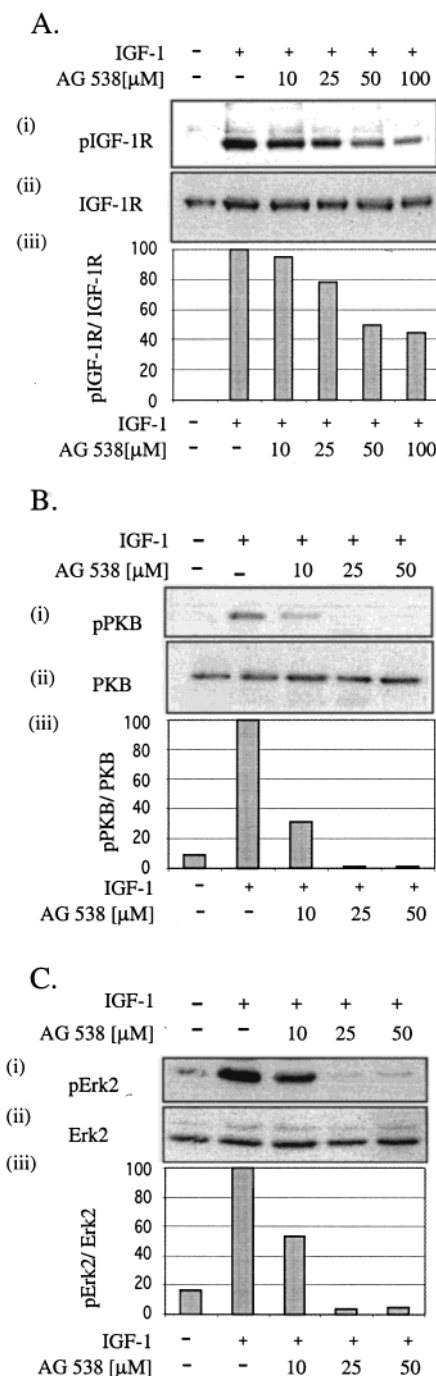 A.
IGF-1 - + + + + +
AG 538[μM] - - 10 25 50 100
(i) pIGF-1R
(ii) IGF-1R
(iii)
pIGF-1R/ IGF-1R
100
80
60
40
20
0
IGF-1 - + + + + +
AG 538[μM] - - 10 25 50 100
B.
IGF-1 - + + + +
AG 538 [μM] - - 10 25 50
(i) pPKB
(ii) PKB
(iii)
pPKB/ PKB
100
80
60
40
20
0
IGF-1 - + + + +
AG 538 [μM] - - 10 25 50
C.
IGF-1 - + + + +
AG 538 [μM] - - 10 25 50
(i) pErk2
(ii) Erk2
(iii)
pErk2/ Erk2
100
80
60
40
20
0
IGF-1 - + + + +
AG 538 [μM] - - 10 25 50